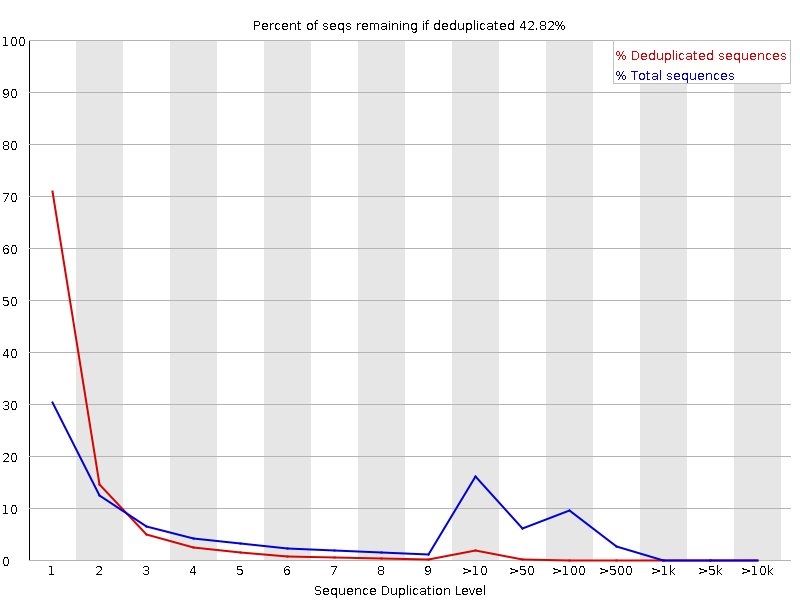 Percent of seqs remaining if deduplicated 42.82%
% Deduplicated sequences
% Total sequences
100
90
80
70
60
50
40
30
20
10
0
1 2 3 4 5 6 7 8 9 >10 >50 >100 >500 >1k >5k >10k
Sequence Duplication Level